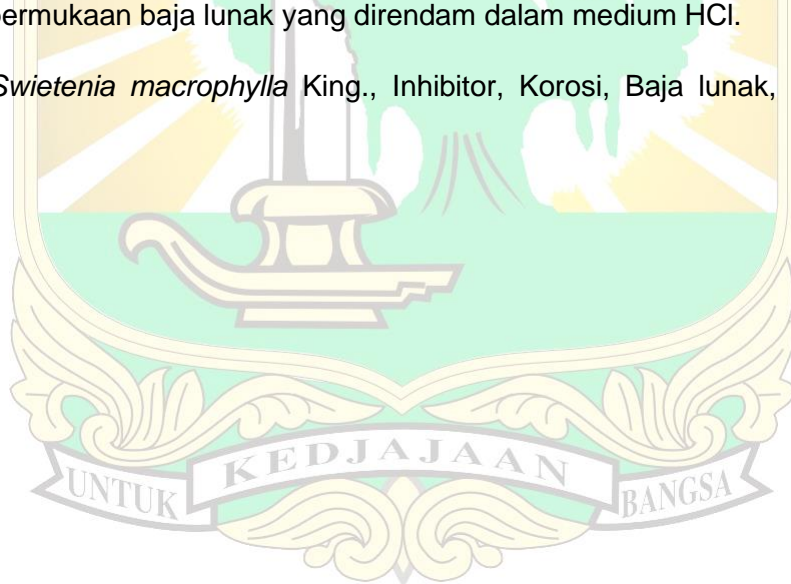 permukaan baja lunak yang direndam dalam medium HCl.
Swietenia macrophylla King., Inhibitor, Korosi, Baja lunak,
UNTUK KEDJAJAAN BANGSA